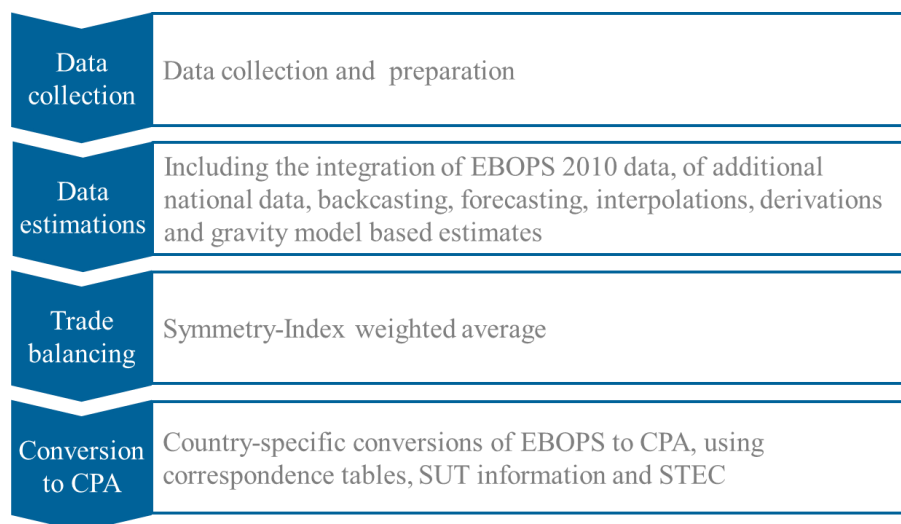 Data
collection
Data collection and  preparation
Data
estimations
Including the integration of EBOPS 2010 data, of additional
national data, backcasting, forecasting, interpolations, derivations
and gravity model based estimates
Trade
balancing
Symmetry-Index weighted average
Conversion
to CPA
Country-specific conversions of EBOPS to CPA, using
correspondence tables, SUT information and STEC